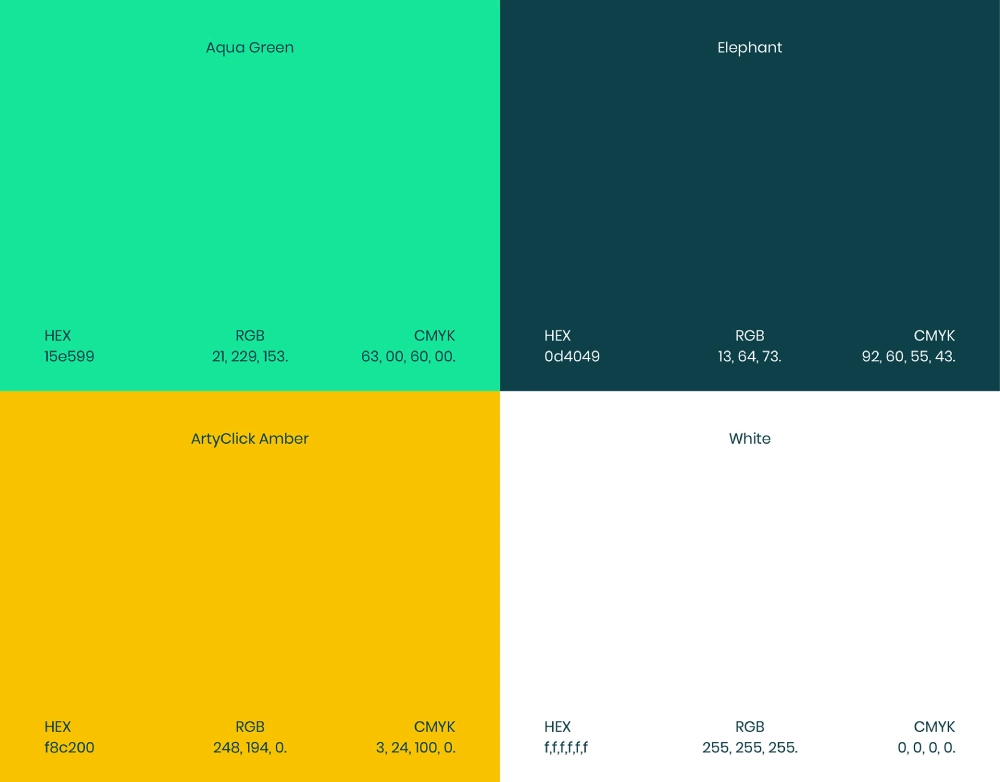 Aqua Green
HEX RGB CMYK
15e599 21, 229, 153. 63, 00, 60, 00.
Elephant
HEX RGB CMYK
0d4049 13, 64, 73. 92, 60, 55, 43.
ArtyClick Amber
HEX RGB CMYK
f8c200 248, 194, 0. 3, 24, 100, 0.
White
HEX RGB CMYK
f,f,f,f,f,f 255, 255, 255. 0, 0, 0, 0.